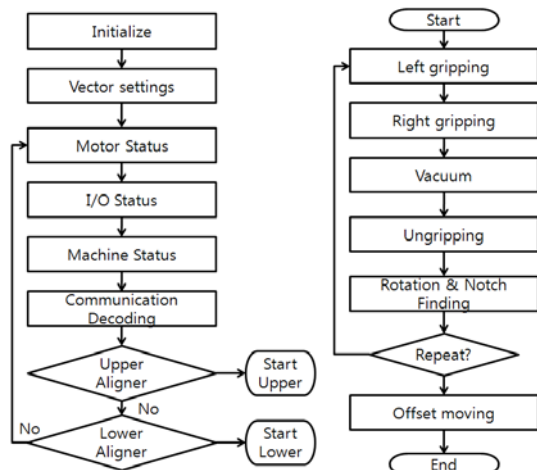 Initialize
Vector settings
Motor Status
I/O Status
Machine Status
Communication
Decoding
Upper
Aligner
Start
Upper
No
No
Lower
Aligner
Start
Lower
Start
Left gripping
Right gripping
Vacuum
Ungripping
Rotation & Notch
Finding
Repeat?
Offset moving
End